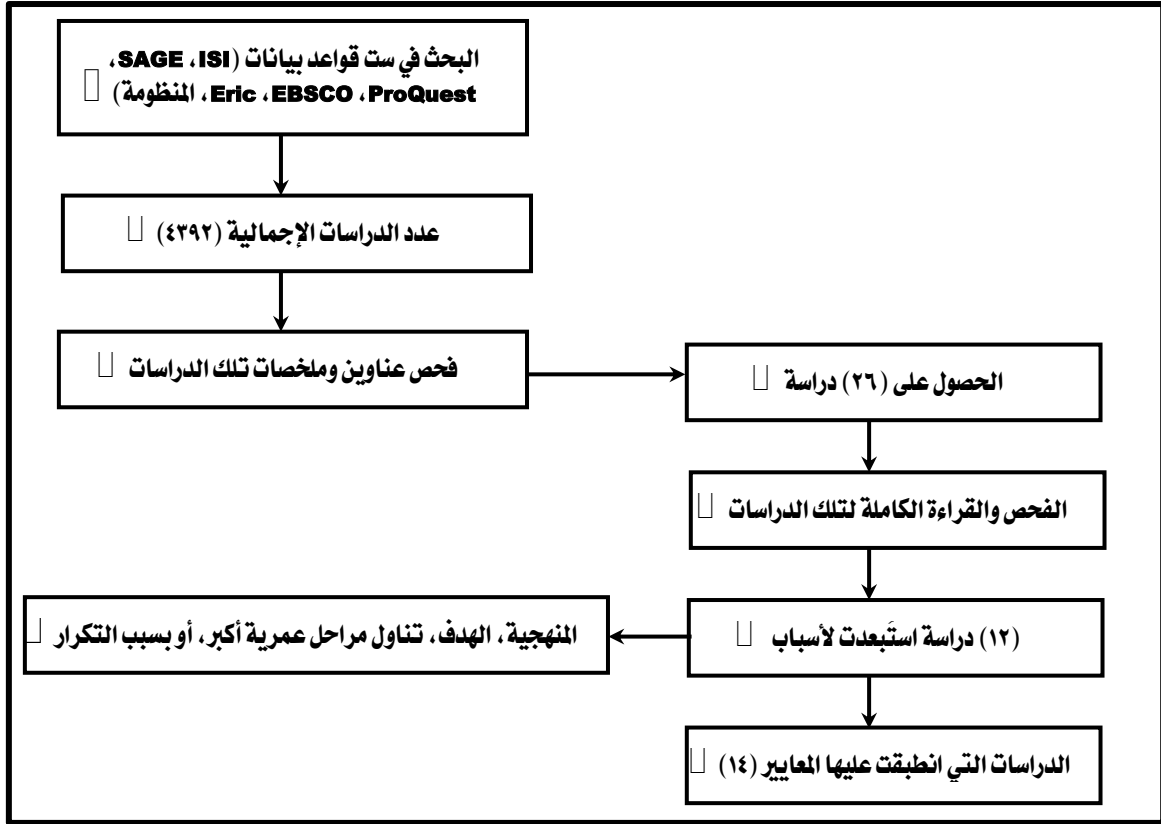 البحث في ست قواعد بيانات (SAGE ،ISI،
Eric ،EBSCO ،ProQuest، المنظومة)
عدد الدراسات الإجمالية (٤٣٩٢)
فحص عناوين وملخصات تلك الدراسات
الحصول على (٢٦) دراسة
الفحص والقراءة الكاملة لتلك الدراسات
(١٢) دراسة استَبعدت لأسباب
المنهجية، الهدف، تناول مراحل عمرية أكبر، أو بسبب التكرار
الدراسات التي انطبقت عليها المعايير (١٤)